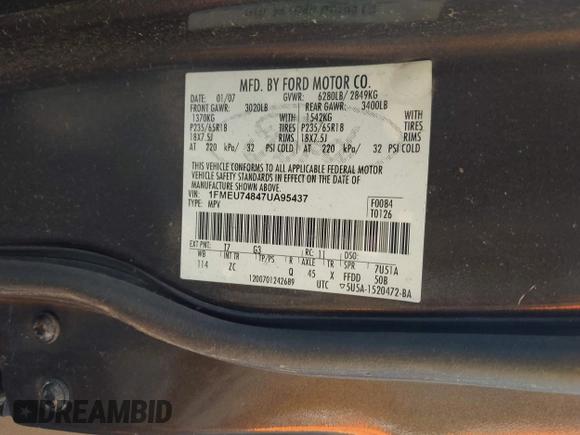 MFD. BY FORD MOTOR CO.
DATE: 01/07 GVWR: 6280LB/ 2849KG
FRONT GAWR: 3020LB REAR GAWR: 3400LB
1370KG WITH 1542KG WITH
P235/65R18 TIRES P235/65R18 TIRES
18X7.5J RIMS 18X7.5J RIMS
AT 220 kPa/ 32 PSI COLD AT 220 kPa/ 32 PSI COLD
THIS VEHICLE CONFORMS TO ALL APPLICABLE FEDERAL MOTOR
VEHICLE SAFETY STANDARDS IN EFFECT ON THE DATE OF
MANUFACTURE SHOWN ABOVE.
VIN: 1FMEU74847UA95437 F0084
TYPE: MPV T0126
EXT PNT: T7 G3 RC: 11 DSO:
WB INT TR TP/PS R AXLE TR SPR 7U5TA
114 ZC Q 45 X FFDD 50B
1200701242689 UTC ▽5U5A-1520472-BA
DREAMBID